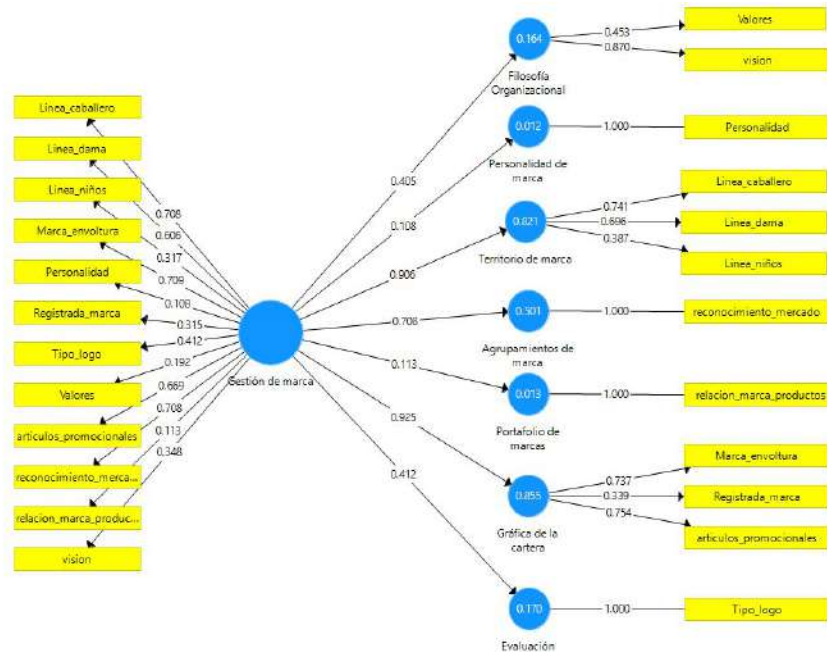 Linea_caballero
Linea_dama
Linea_niños
Marca_envoltura
Personalidad
Registrada_marca
Tipo_logo
Valores
articulos_promocionales
reconocimiento_merca...
relacion_marca_produc...
vision
0.708
0.606
0.317
0.709
0.108
0.315
0.412
0.192
0.669
0.708
0.113
0.348
Gestión de marca
0.405
0.108
0.906
0.708
0.113
0.925
0.412
0.164
Filosofía
Organizacional
0.012
Personalidad de
marca
0.821
Territorio de marca
0.501
Agrupamientos de
marca
0.013
Portafolio de
marcas
0.855
Gráfica de la
cartera
0.170
Evaluación
0.453
0.870
1.000
0.741
0.696
0.387
1.000
1.000
0.737
0.339
0.754
1.000
Valores
vision
Personalidad
Linea_caballero
Linea_dama
Linea_niños
reconocimiento_mercado
relacion_marca_productos
Marca_envoltura
Registrada_marca
articulos_promocionales
Tipo_logo